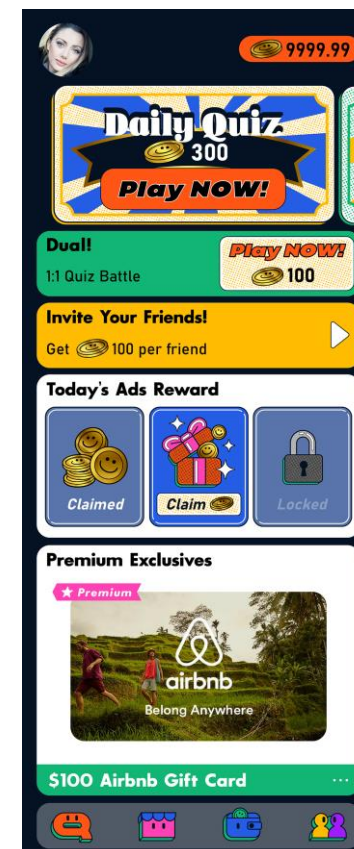 9999.99
Daily Quiz
300
Play NOW!
Dual!
1:1 Quiz Battle
Play NOW!
100
Invite Your Friends!
Get 100 per friend
Today's Ads Reward
Claimed
Claim
Locked
Premium Exclusives
Premium
airbnb
Belong Anywhere
$100 Airbnb Gift Card
...